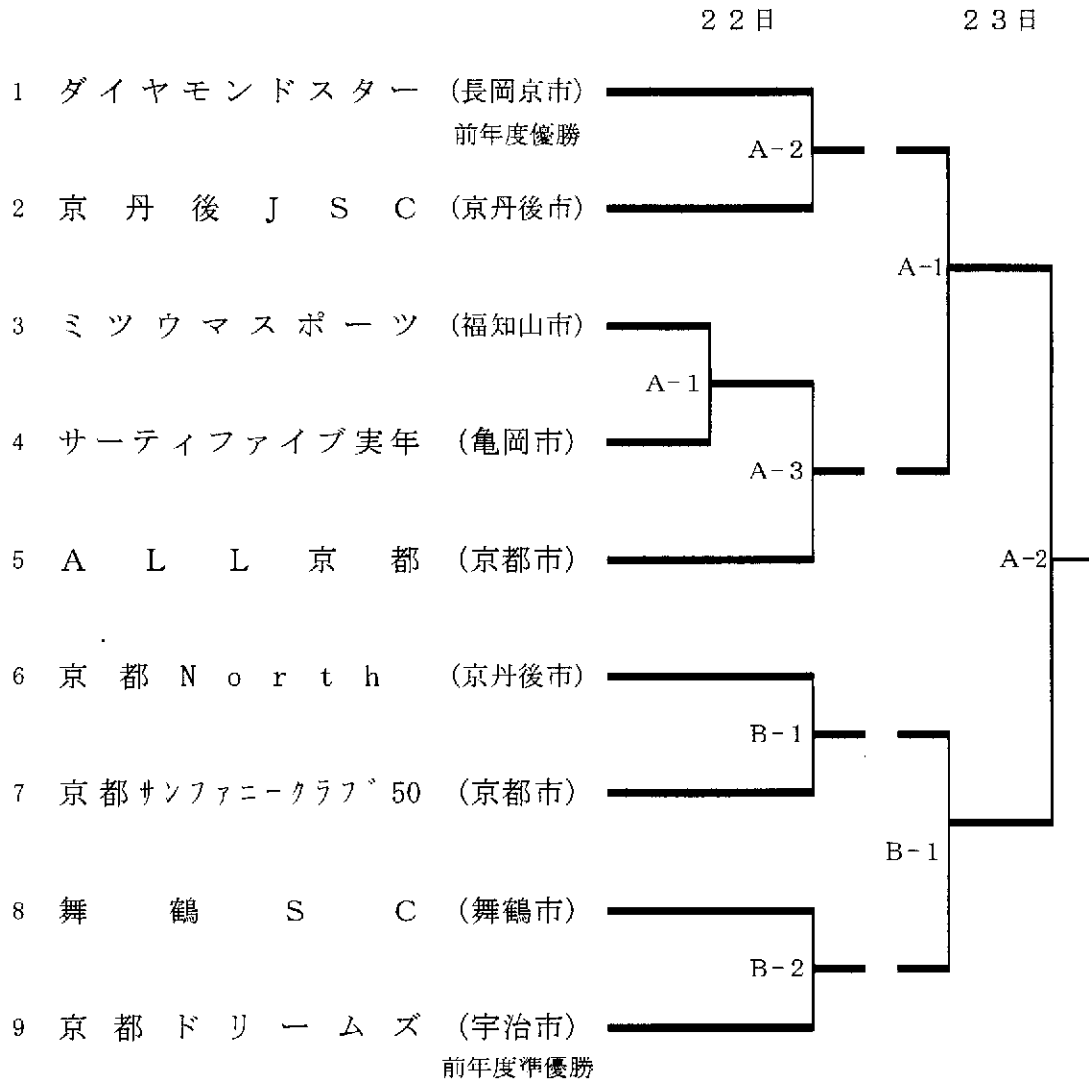 22日 23日
1 ダイヤモンドスター (長岡京市)
前年度優勝
A-2
2 京丹後JSC (京丹後市)
A-1
3 ミツウマスポーツ (福知山市)
A-1
4 サーティファイブ実年 (亀岡市)
A-3
5 ALL京都 (京都市)
A-2
6 京都North (京丹後市)
B-1
7 京都サンファニークラブ50 (京都市)
B-1
8 舞鶴SC (舞鶴市)
B-2
9 京都ドリームズ (宇治市)
前年度準優勝